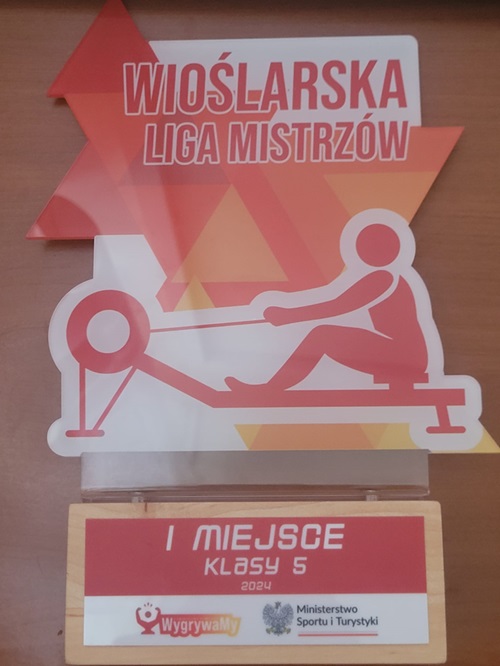 WIOŚLARSKA
LIGA MISTRZÓW
I MIEJSCE
KLASY 5
2024
WygrywaMy
Ministerstwo
Sportu i Turystyki